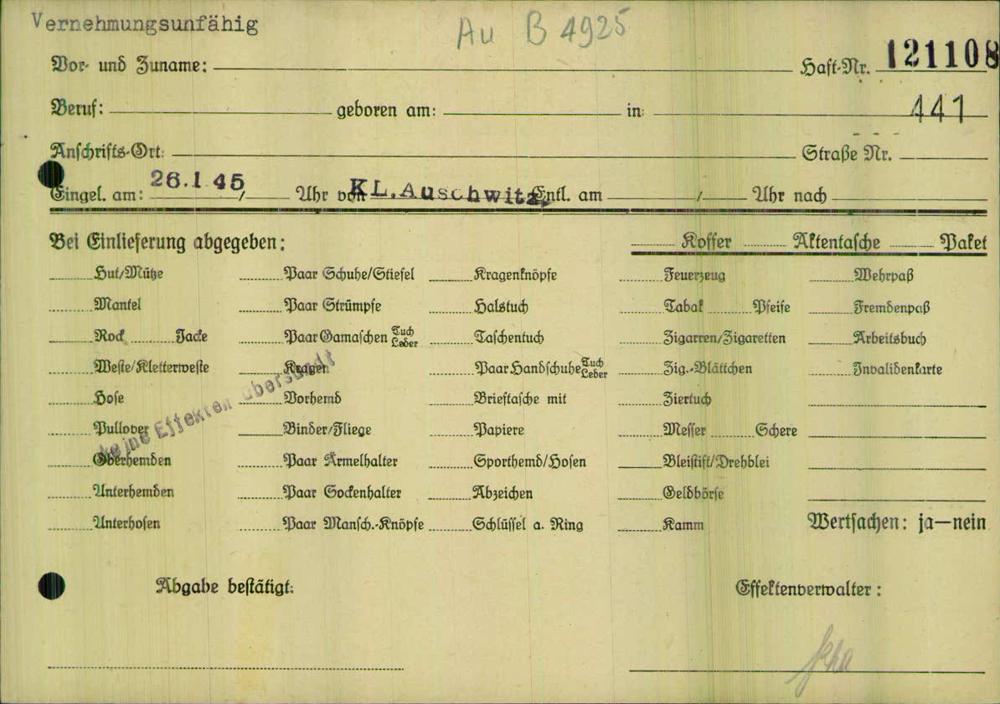 Vernehmungsunfähig
Au B 4925
Vor- und Zuname: Haft-Nr. 121108
Beruf: geboren am: in: 441
Anschrifts-Ort: Straße Nr.
Eingel. am: 26.1.45 / Uhr von KL.Auschwitz Entl. am / Uhr nach
Bei Einlieferung abgegeben: Koffer Aktentasche Paket
Hut/Mütze Paar Schuhe/Stiefel Kragenknöpfe Feuerzeug Wehrpaß
Mantel Paar Strümpfe Halstuch Tabak Pfeife Fremdenpaß
Rock Jacke Paar Gamaschen Tuch Leder Taschentuch Zigarren/Zigaretten Arbeitsbuch
Weste/Kletterweste Kragen Paar Handschuhe Tuch Leder Zig.-Blättchen Invalidenkarte
Hose Vorhemd Brieftasche mit Ziertuch
Pullover Binder/Fliege Papiere Messer Schere
Oberhemden Paar Ärmelhalter Sporthemd/Hosen Bleistift/Drehblei
Unterhemden Paar Sockenhalter Abzeichen Geldbörse
Unterhosen Paar Mansch.-Knöpfe Schlüssel a. Ring Kamm Wertsachen: ja—nein
keine Effekten übersandt
Abgabe bestätigt: Effektenverwalter: